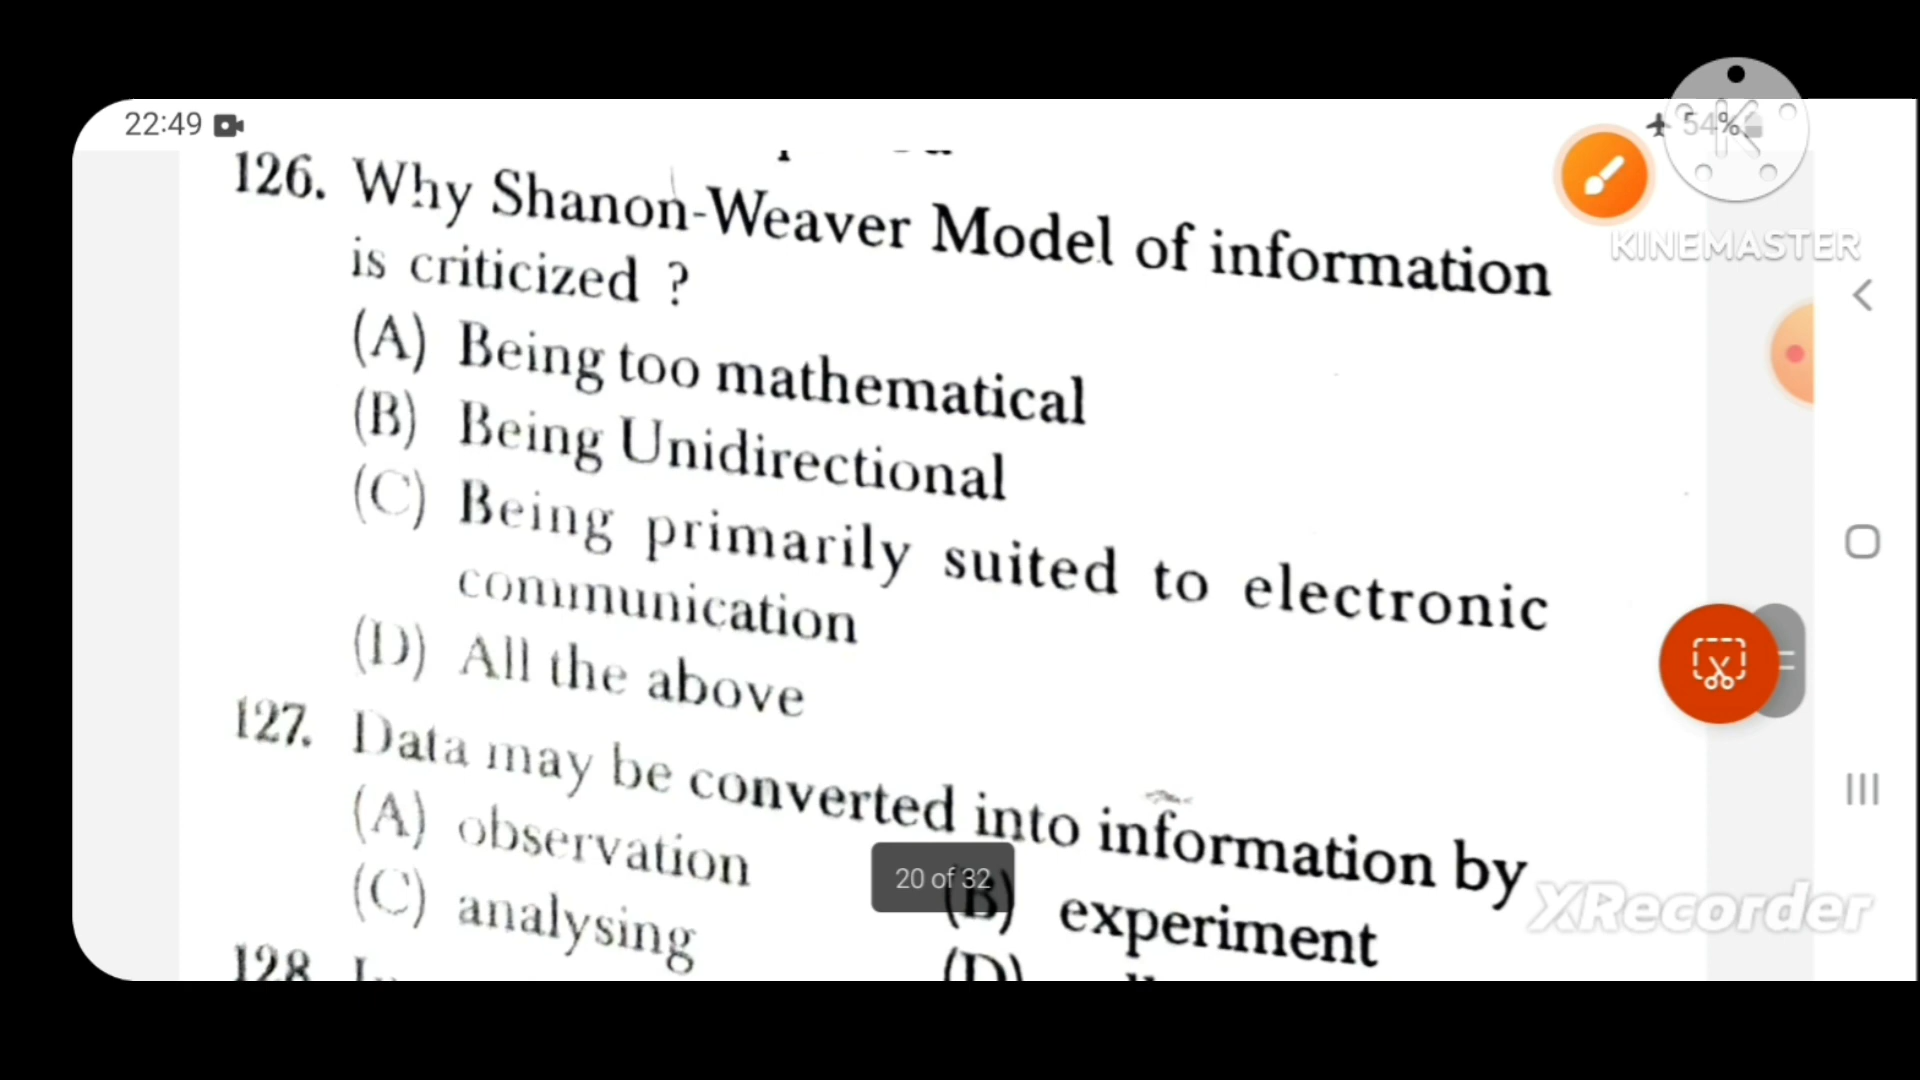 22:49
54%
KINEMASTER
126. Why Shanon-Weaver Model of information
is criticized ?
(A) Being too mathematical
(B) Being Unidirectional
(C) Being primarily suited to electronic
communication
(D) All the above
127. Data may be converted into information by
(A) observation
(B) experiment
20 of 32
(C) analysing
(D)
128
XRecorder